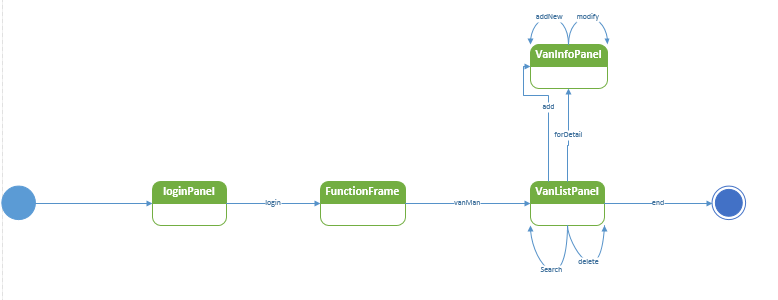 addNew
modify
VanInfoPanel
add
forDetail
loginPanel
FunctionFrame
VanListPanel
login
vanMan
end
Search
delete